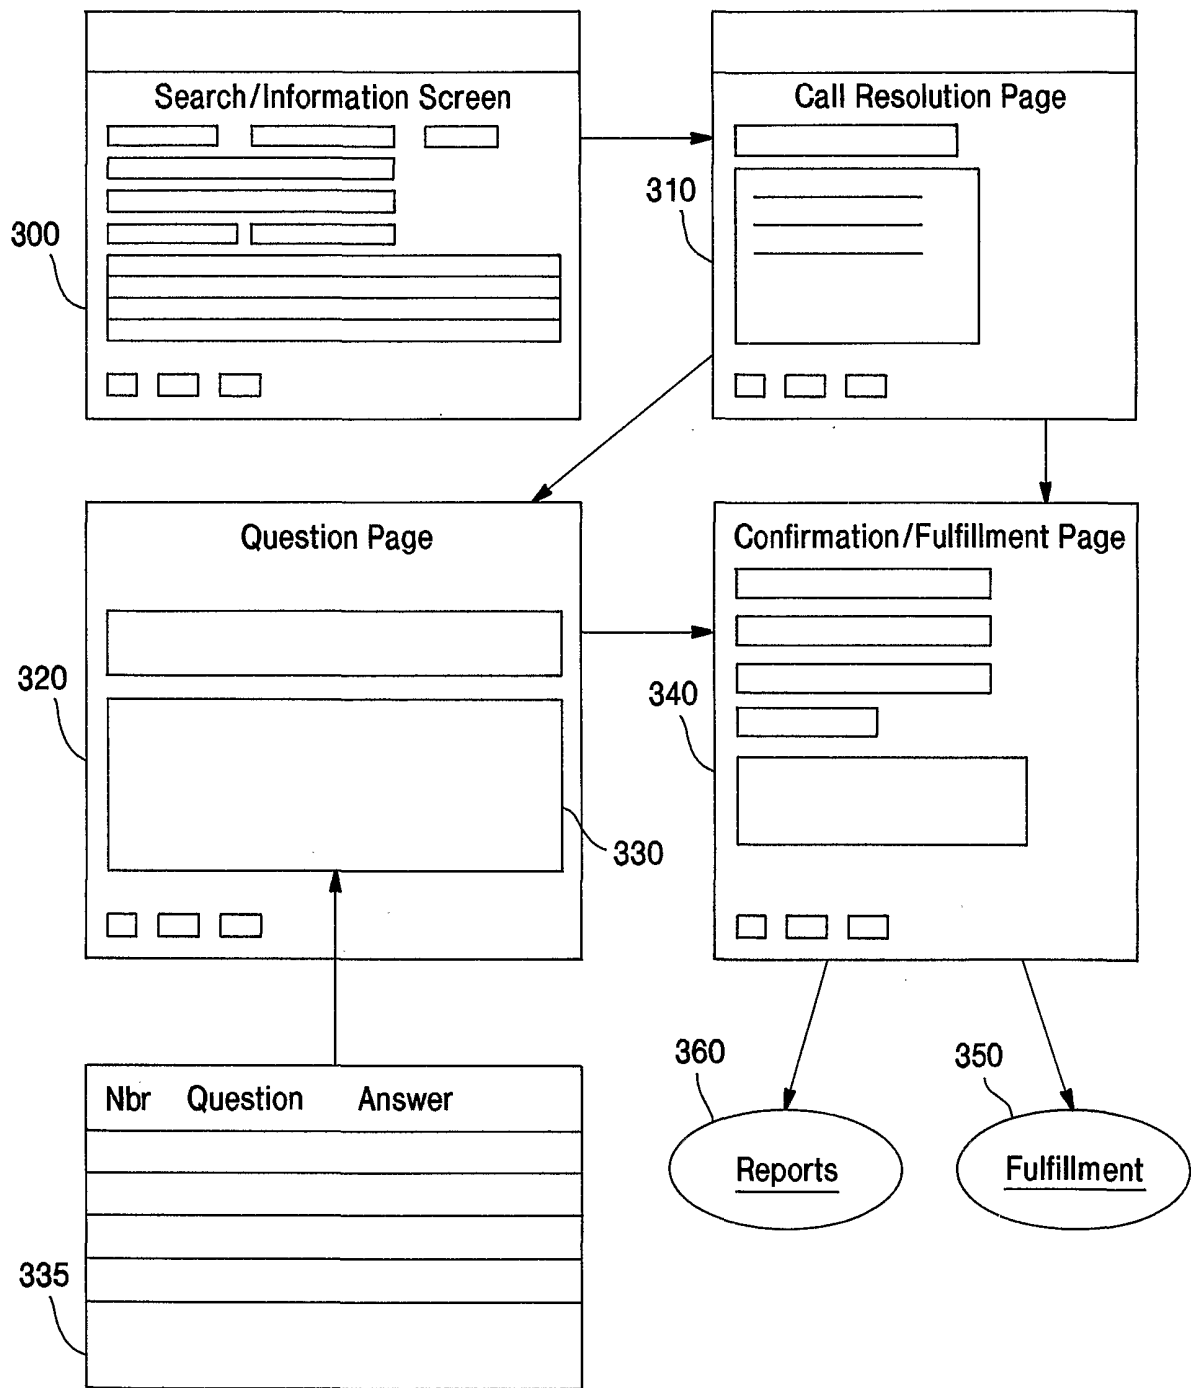 Search/Information Screen
Call Resolution Page
300
310
Question Page
Confirmation/Fulfillment Page
320
340
330
360
350
Nbr Question Answer
Reports
Fulfillment
335